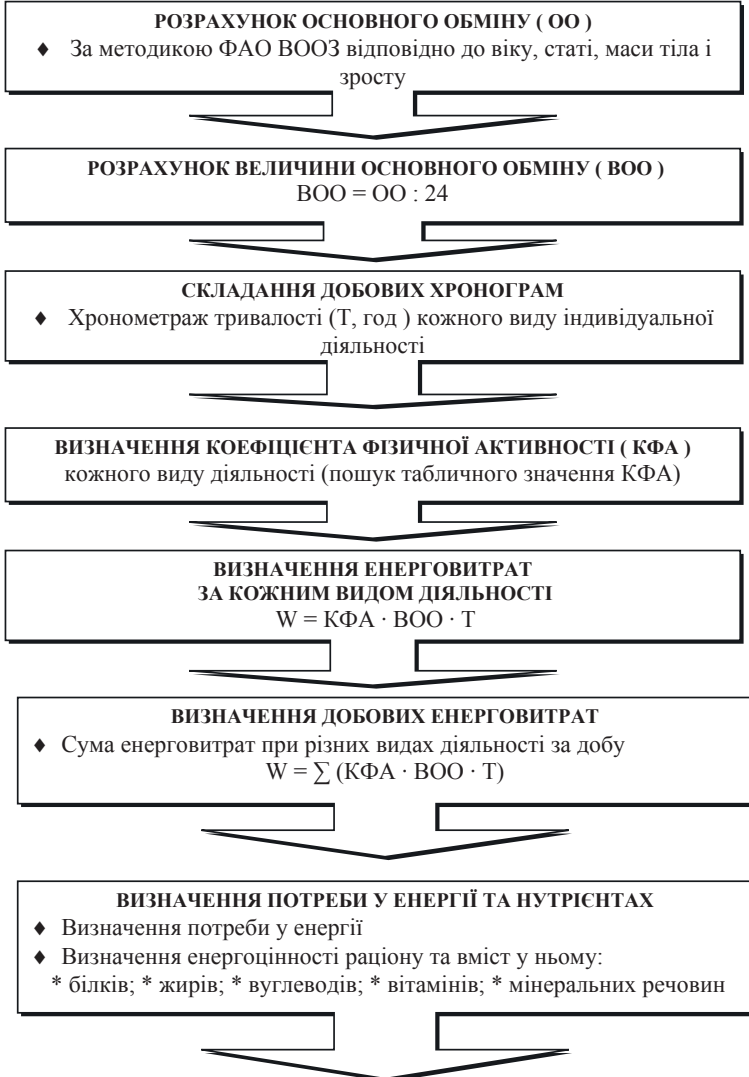 РОЗРАХУНОК ОСНОВНОГО ОБМІНУ ( ОО )
♦ За методикою ФАО ВООЗ відповідно до віку, статі, маси тіла і
зросту
РОЗРАХУНОК ВЕЛИЧИНИ ОСНОВНОГО ОБМІНУ ( ВОО )
ВОО = ОО : 24
СКЛАДАННЯ ДОБОВИХ ХРОНОГРАМ
♦ Хронометраж тривалості (Т, год ) кожного виду індивідуальної
діяльності
ВИЗНАЧЕННЯ КОЕФІЦІЄНТА ФІЗИЧНОЇ АКТИВНОСТІ ( КФА )
кожного виду діяльності (пошук табличного значення КФА)
ВИЗНАЧЕННЯ ЕНЕРГОВИТРАТ
ЗА КОЖНИМ ВИДОМ ДІЯЛЬНОСТІ
W = КФА · ВОО · Т
ВИЗНАЧЕННЯ ДОБОВИХ ЕНЕРГОВИТРАТ
♦ Сума енерговитрат при різних видах діяльності за добу
W = ∑ (КФА · ВОО · Т)
ВИЗНАЧЕННЯ ПОТРЕБИ У ЕНЕРГІЇ ТА НУТРІЄНТАХ
♦ Визначення потреби у енергії
♦ Визначення енергоцінності раціону та вміст у ньому:
* білків; * жирів; * вуглеводів; * вітамінів; * мінеральних речовин